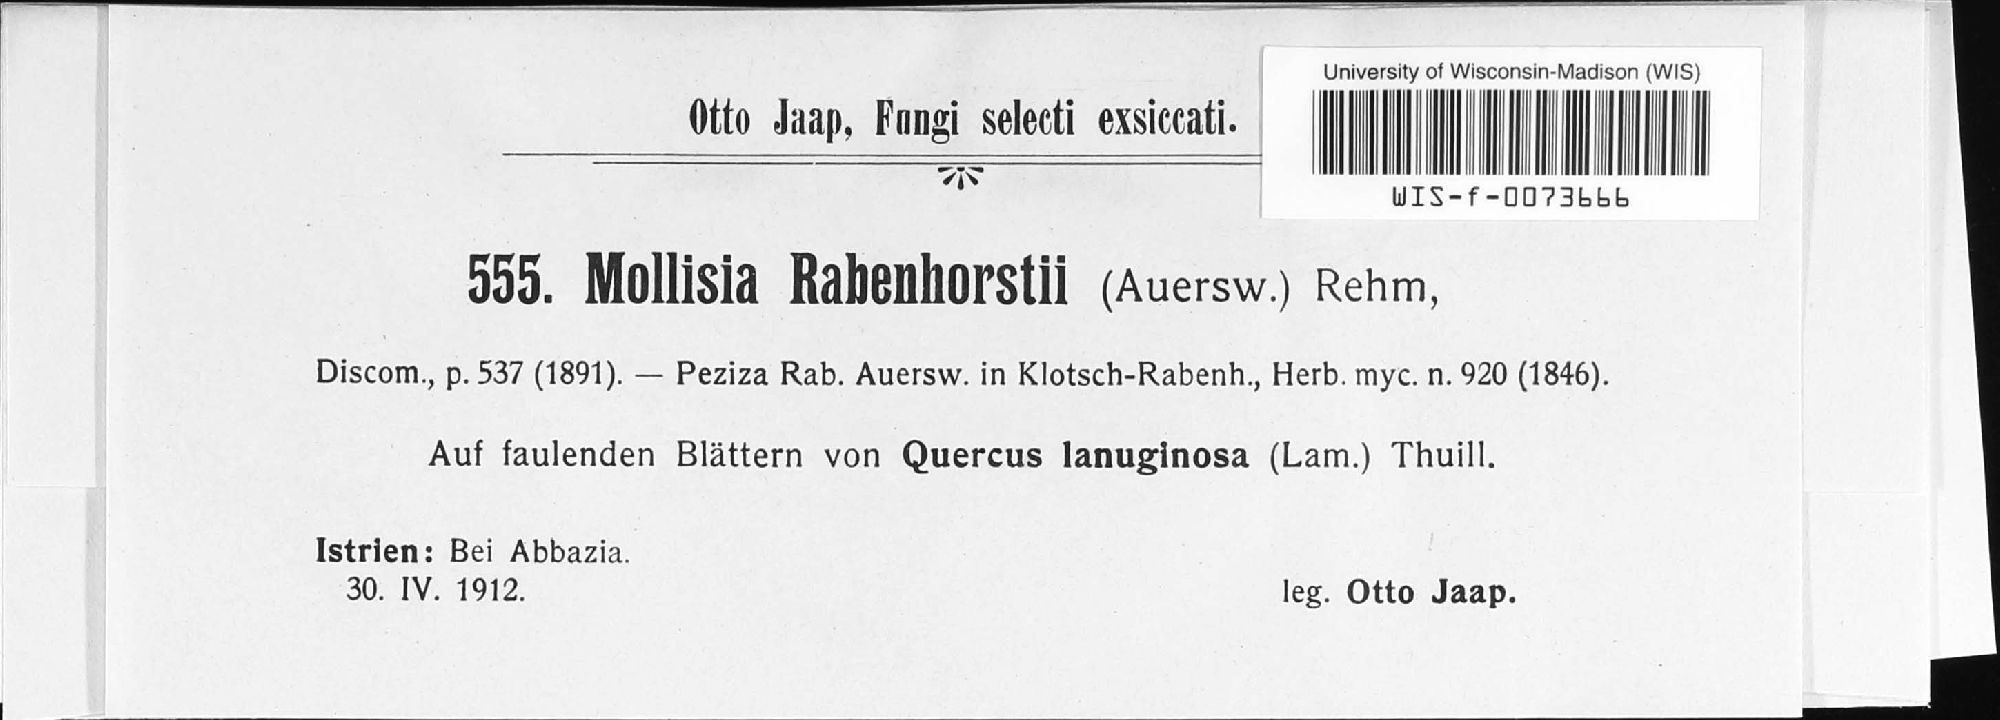 University of Wisconsin-Madison (WIS)
WIS-f-0073666
Otto Jaap, Fungi selecti exsiccati.
555. Mollisia Rabenhorstii (Auersw.) Rehm,
Discom., p. 537 (1891). — Peziza Rab. Auersw. in Klotsch-Rabenh., Herb. myc. n. 920 (1846).
Auf faulenden Blättern von Quercus lanuginosa (Lam.) Thuill.
Istrien: Bei Abbazia.
30. IV. 1912.
leg. Otto Jaap.